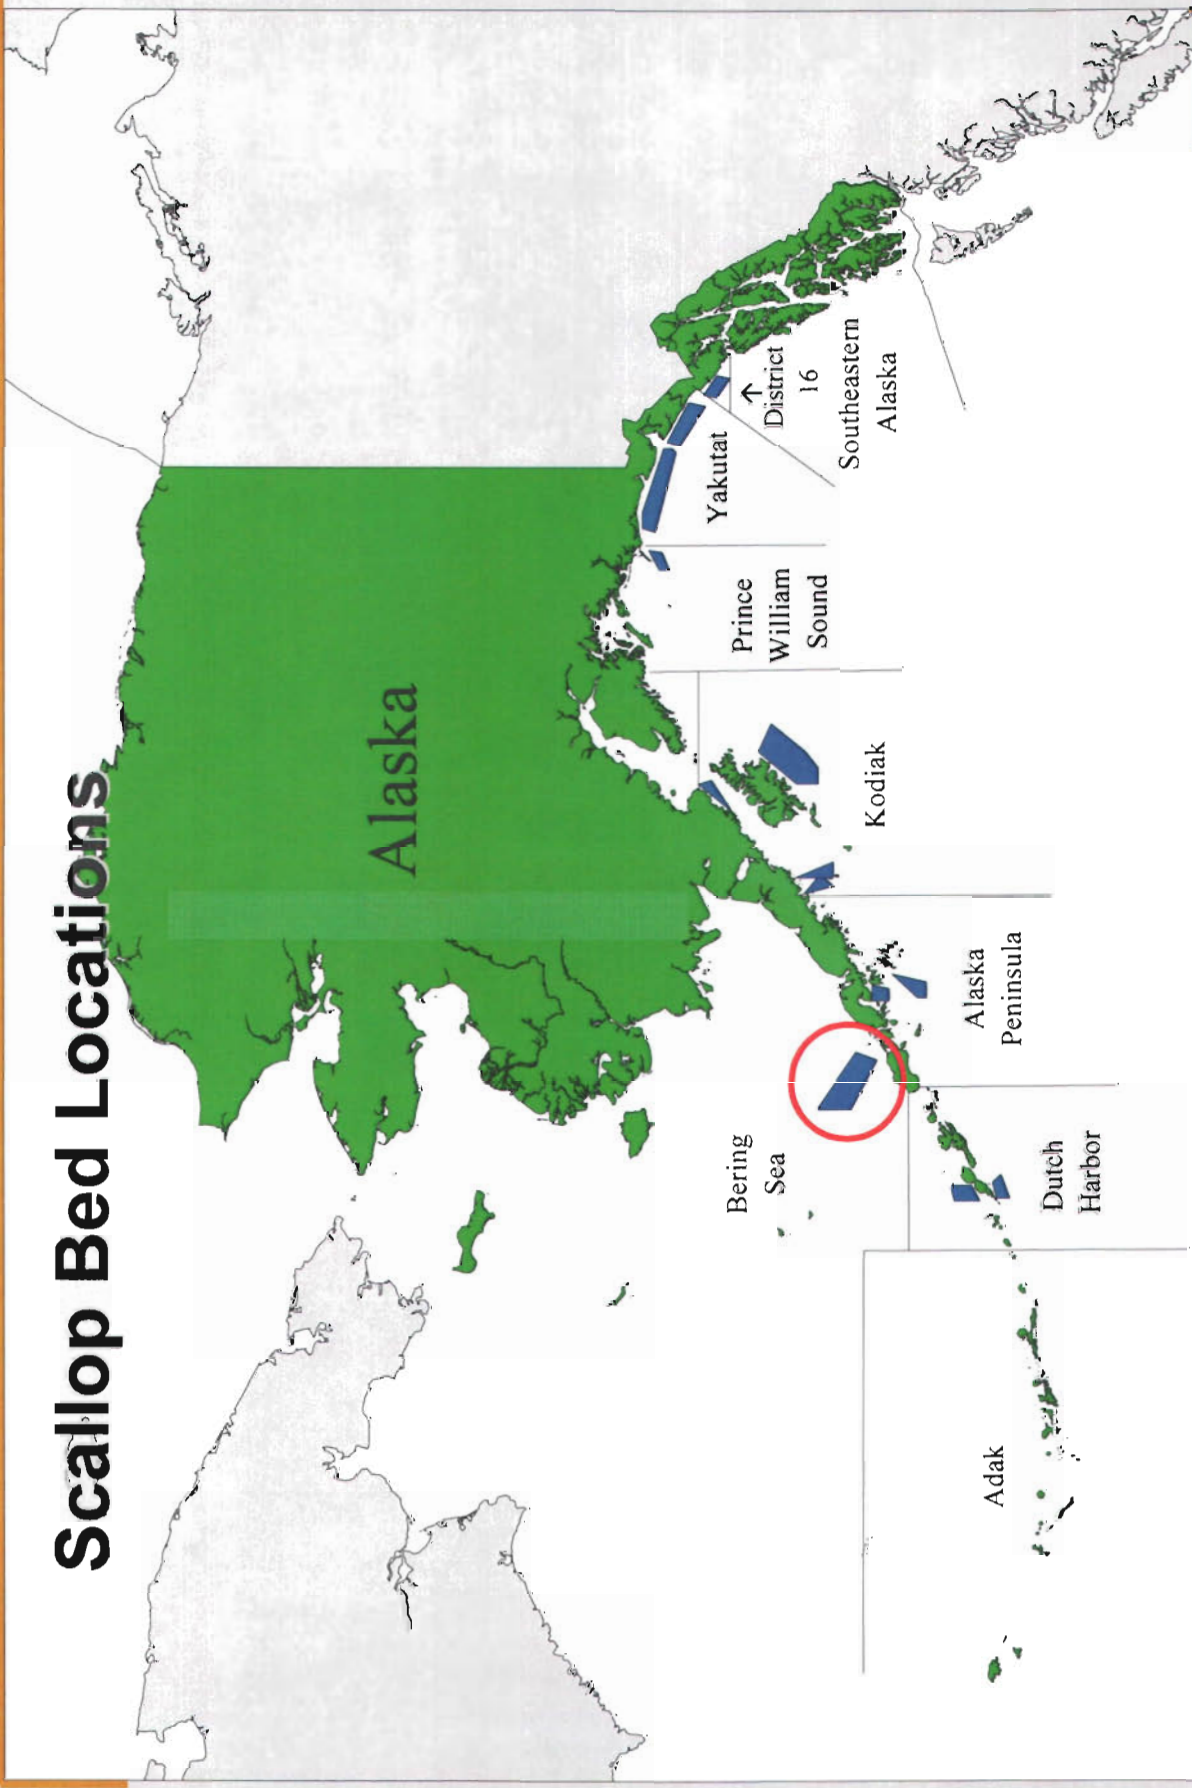 Scallop Bed Locations
Alaska
Bering
Sea
Adak
Dutch
Harbor
Alaska
Peninsula
Kodiak
Prince
William
Sound
Yakutat
↑
District
16
Southeastern
Alaska